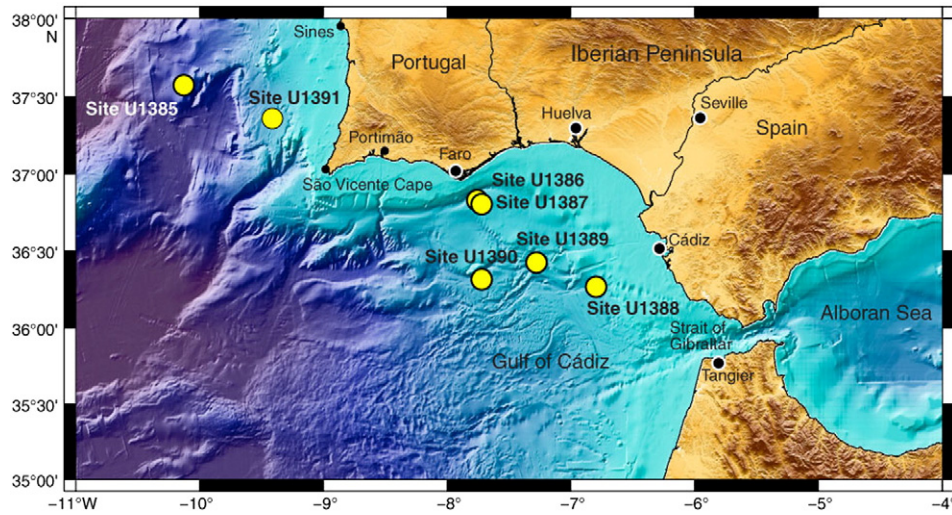 38°00'
N
Sines
Portugal
Iberian Peninsula
37°30'
Site U1385
Site U1391
Huelva
Seville
Spain
Portimão
Faro
37°00'
São Vicente Cape
Site U1386
Site U1387
36°30'
Site U1389
Cádiz
Site U1390
Site U1388
36°00'
Strait of
Gibraltar
Alboran Sea
Gulf of Cádiz
Tangier
35°30'
35°00'
−11°W
−10°
−9°
−8°
−7°
−6°
−5°
−4°